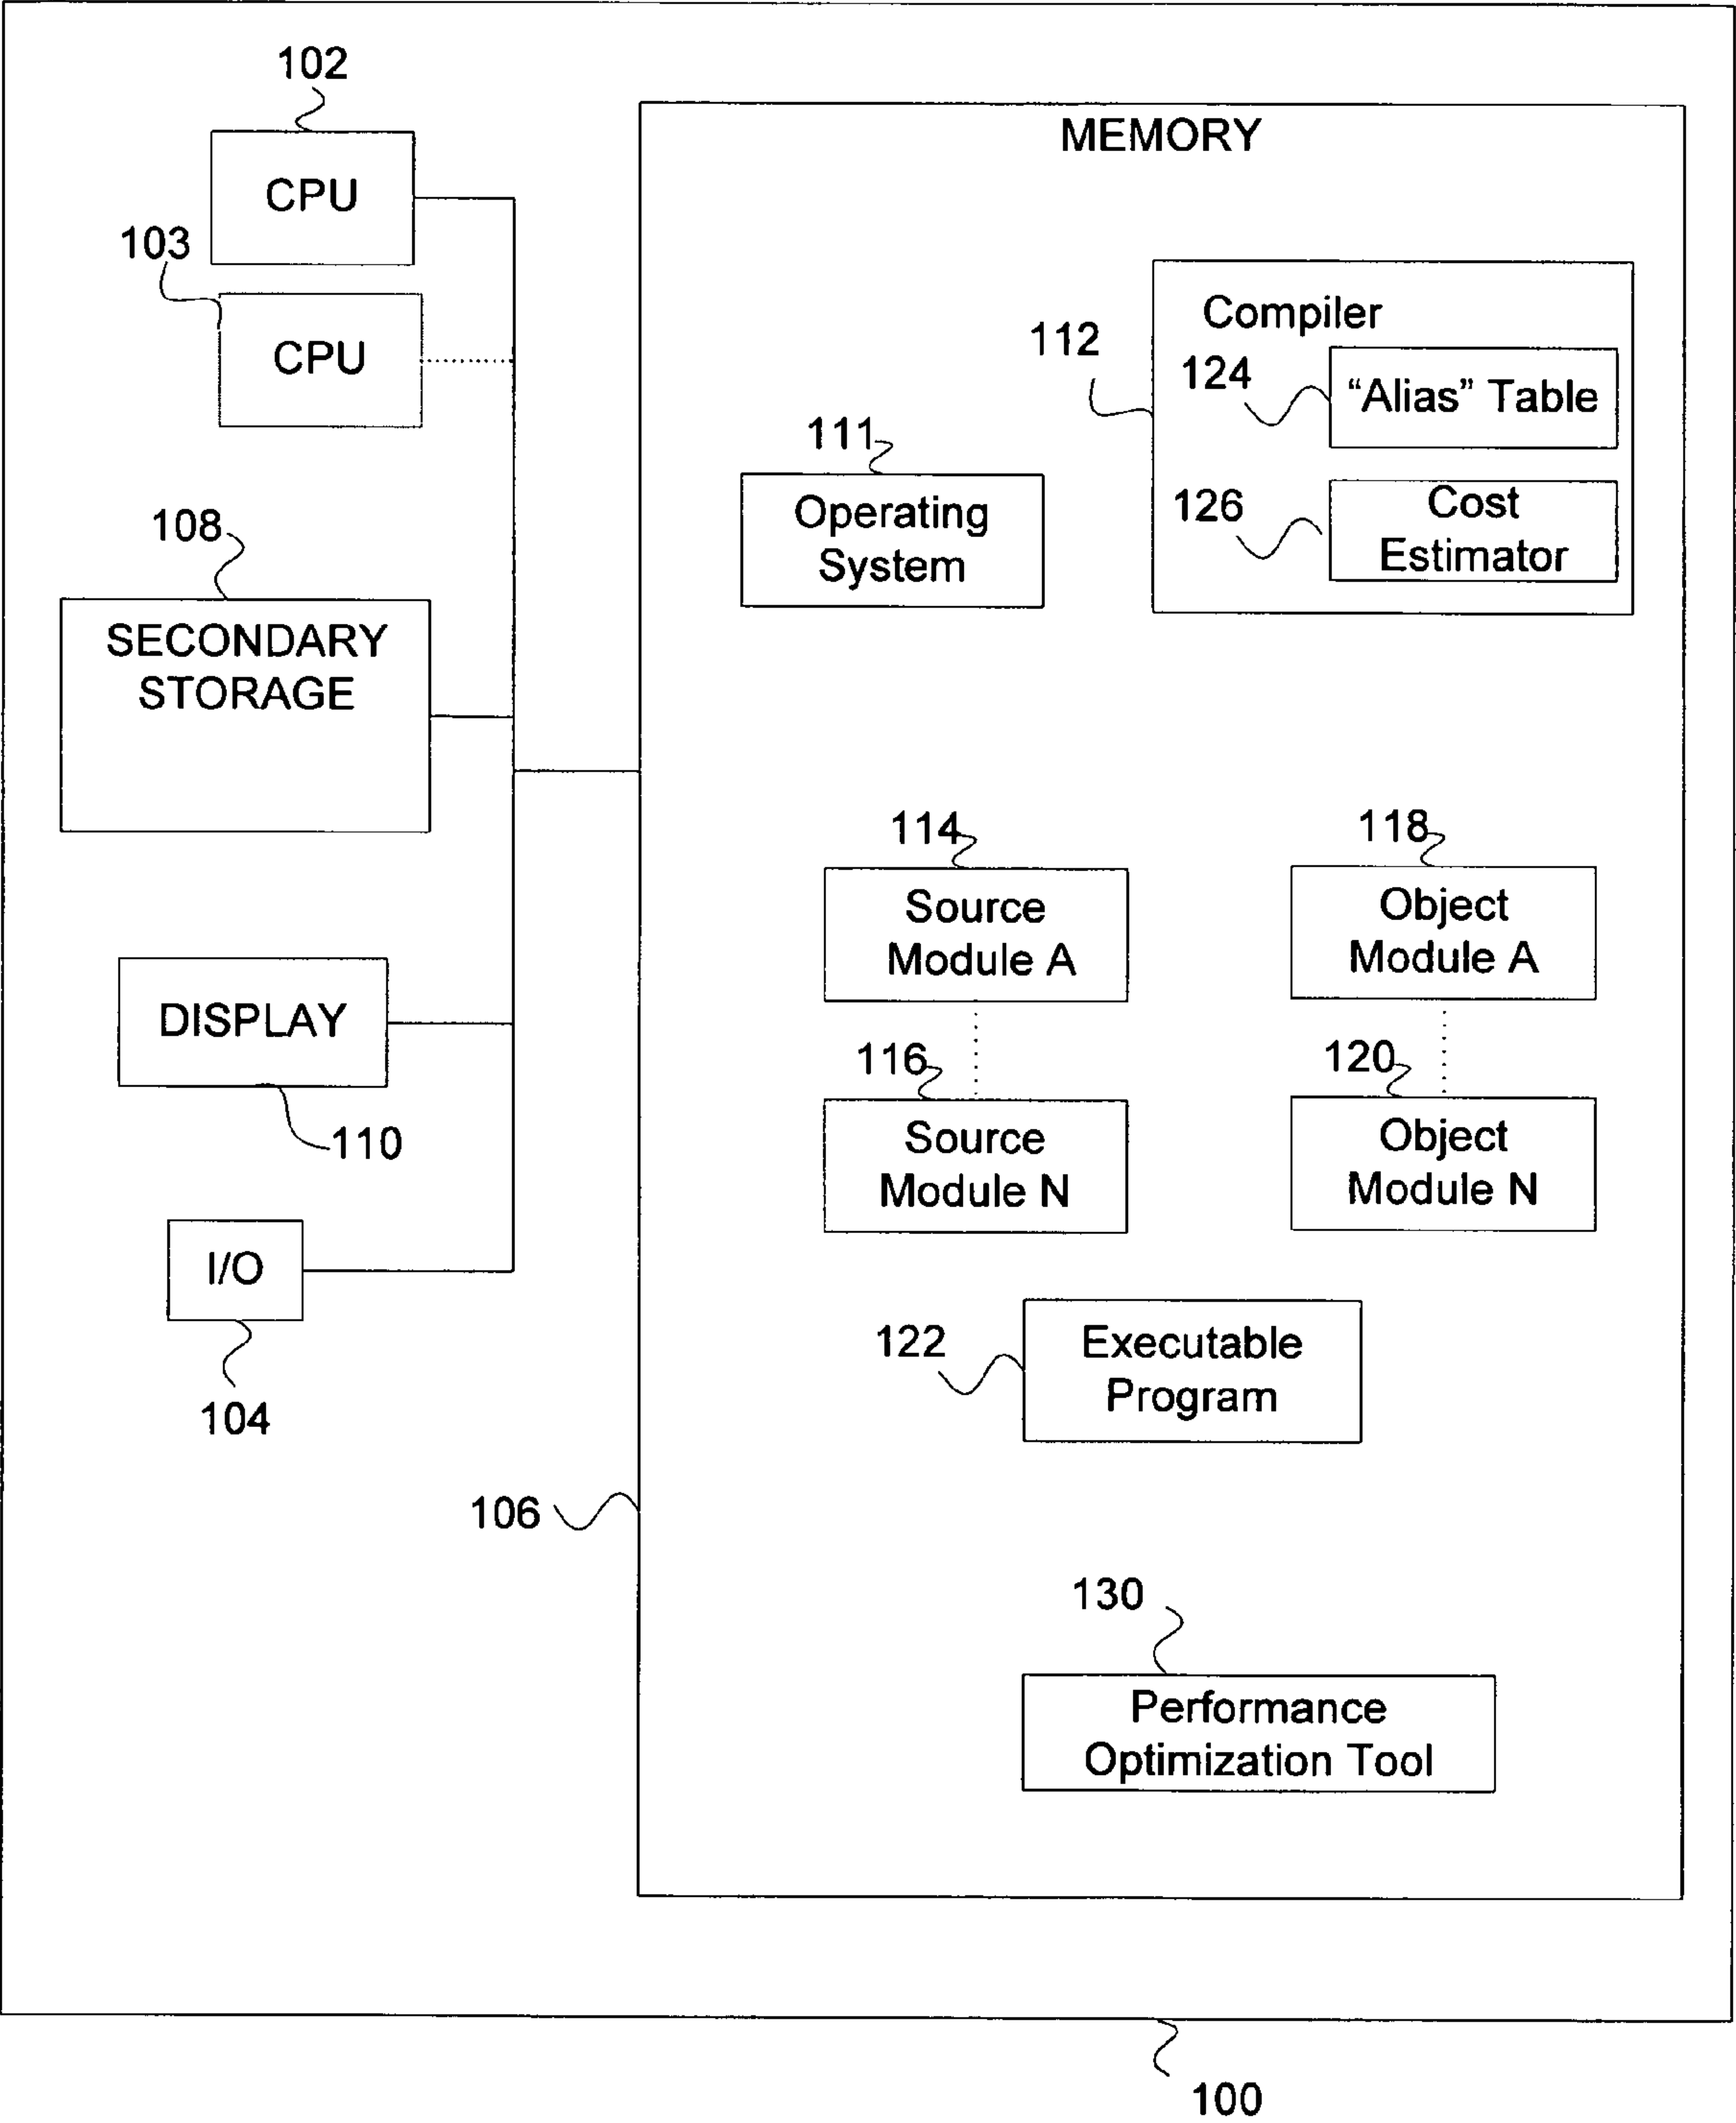 102
CPU
103
CPU
108
SECONDARY
STORAGE
DISPLAY
110
I/O
104
MEMORY
106
112
Compiler
124
“Alias” Table
126
Cost
Estimator
111
Operating
System
114
Source
Module A
118
Object
Module A
116
Source
Module N
120
Object
Module N
122
Executable
Program
130
Performance
Optimization Tool
100